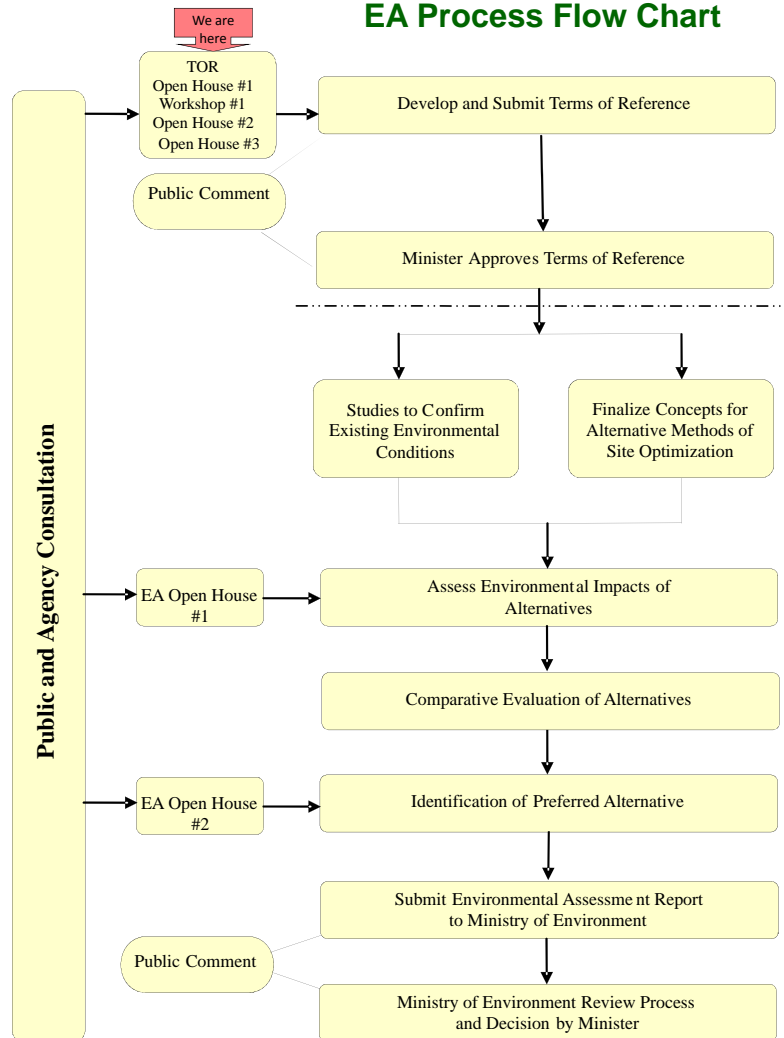 EA Process Flow Chart
We are
here
TOR
Open House #1
Workshop #1
Open House #2
Open House #3
Develop and Submit Terms of Reference
Public Comment
Minister Approves Terms of Reference
Studies to Confirm
Existing Environmental
Conditions
Finalize Concepts for
Alternative Methods of
Site Optimization
Public and Agency Consultation
EA Open House
#1
Assess Environmental Impacts of
Alternatives
Comparative Evaluation of Alternatives
EA Open House
#2
Identification of Preferred Alternative
Submit Environmental Assessment Report
to Ministry of Environment
Public Comment
Ministry of Environment Review Process
and Decision by Minister